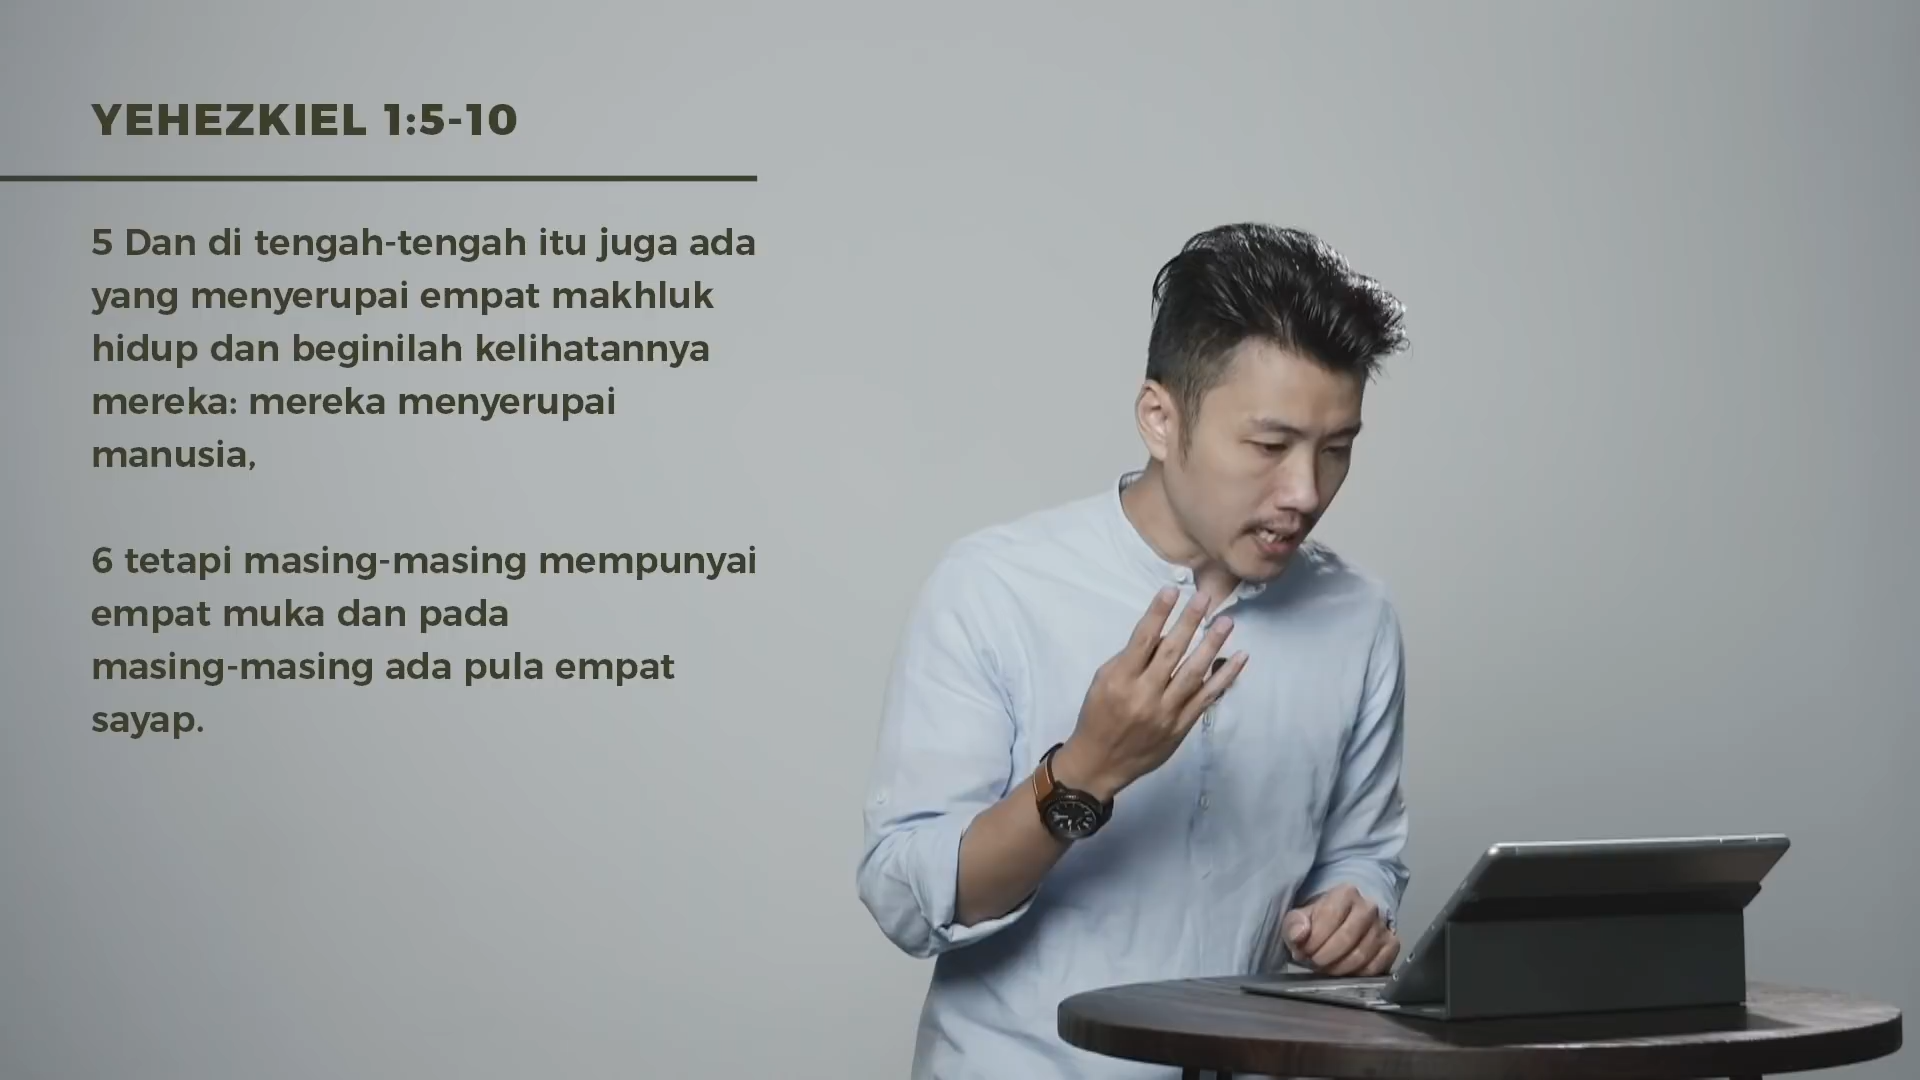 YEHEZKIEL 1:5-10
5 Dan di tengah-tengah itu juga ada
yang menyerupai empat makhluk
hidup dan beginilah kelihatannya
mereka: mereka menyerupai
manusia,
6 tetapi masing-masing mempunyai
empat muka dan pada
masing-masing ada pula empat
sayap.